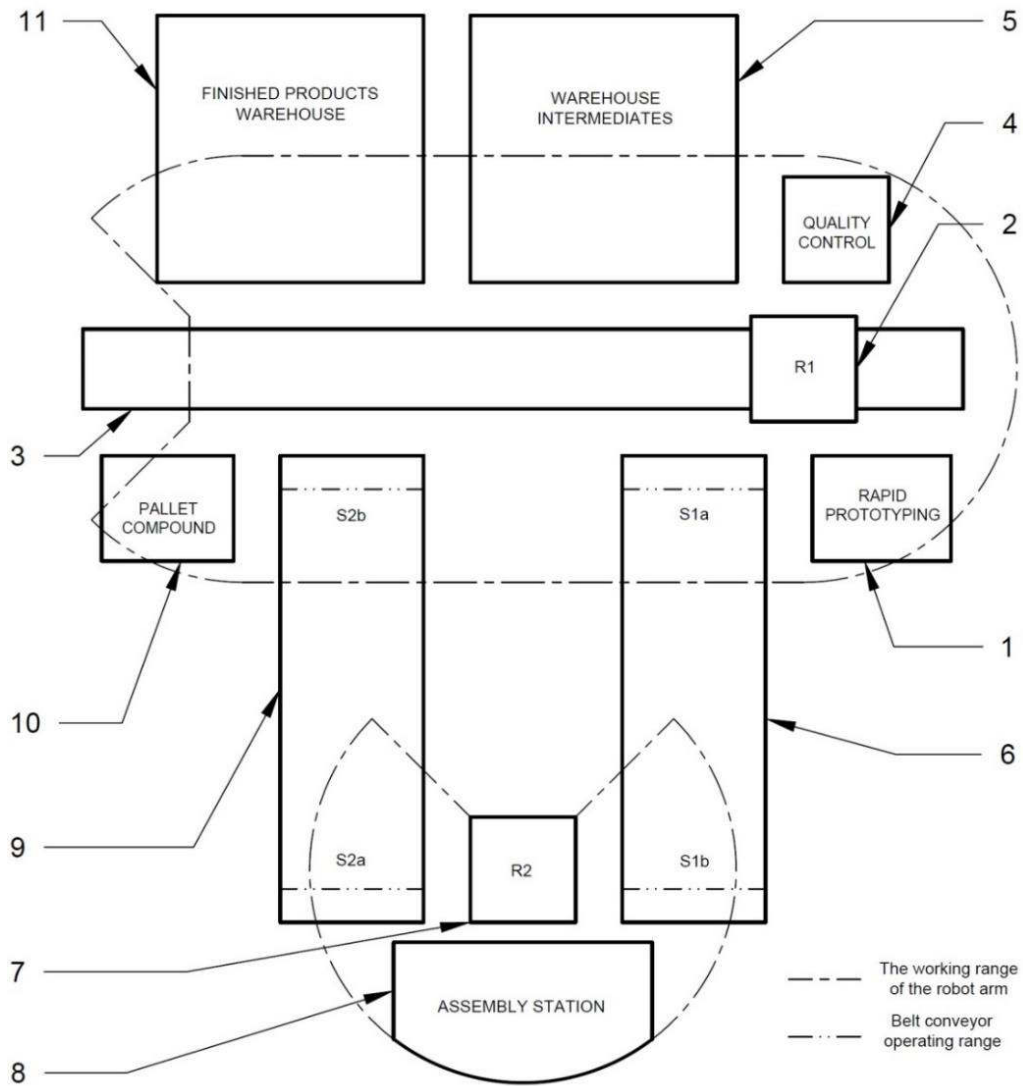 11
5
FINISHED PRODUCTS
WAREHOUSE
WAREHOUSE
INTERMEDIATES
4
QUALITY
CONTROL
2
R1
3
PALLET
COMPOUND
S2b
S1a
RAPID
PROTOTYPING
1
10
6
9
S2a
R2
S1b
7
ASSEMBLY STATION
8
The working range
of the robot arm
Belt conveyor
operating range